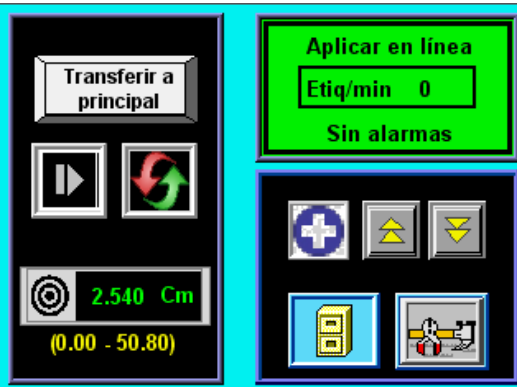 Transferir a
principal
2.540 Cm
(0.00 - 50.80)
Aplicar en línea
Etiq/min 0
Sin alarmas